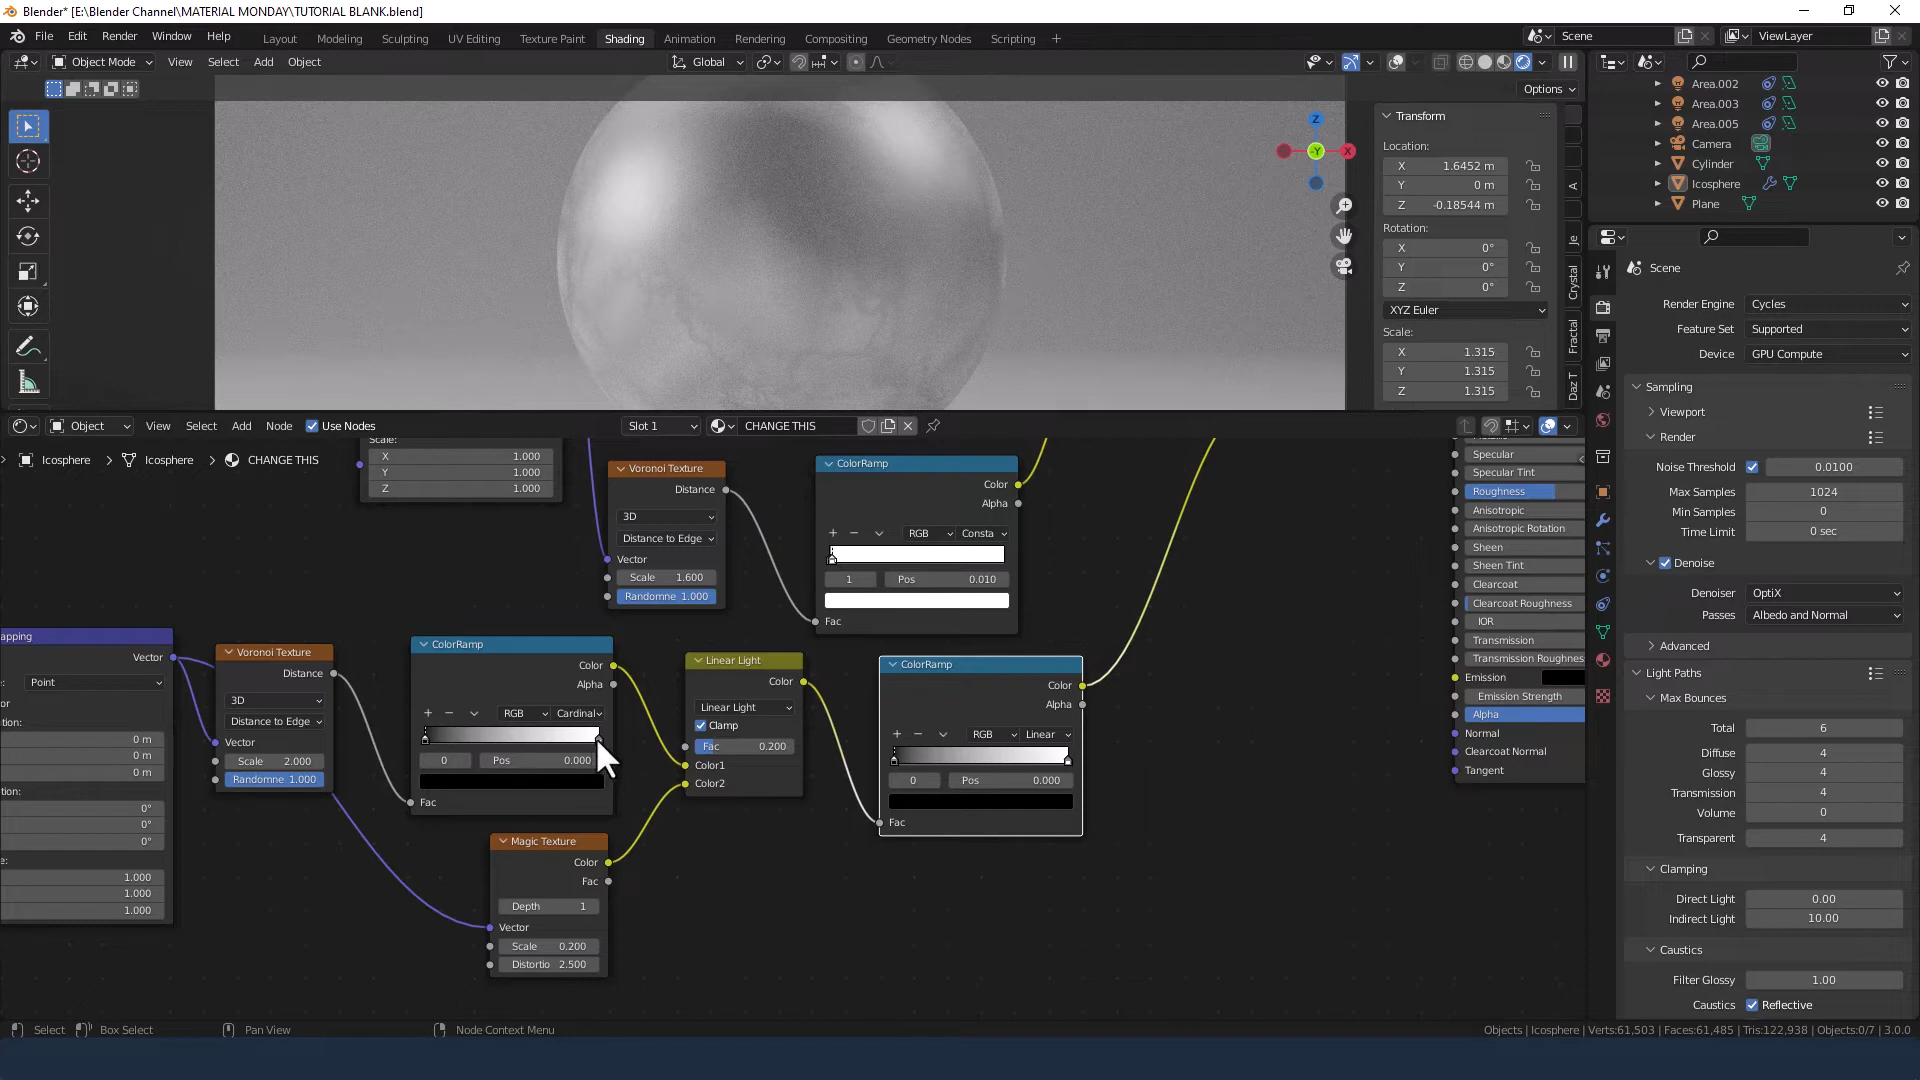 Blender* [E:\Blender Channel\MATERIAL MONDAY\TUTORIAL BLANK.blend]
File Edit Render Window Help Layout Modeling Sculpting UV Editing Texture Paint Shading Animation Rendering Compositing Geometry Nodes Scripting + Scene ViewLayer
Object Mode View Select Add Object Global
Options
Area.002
Area.003
Area.005
Camera
Cylinder
Icosphere
Plane
Z
Y
X
Transform
Location:
X 1.6452 m
Y 0 m
Z -0.18544 m
Rotation:
X 0°
Y 0°
Z 0°
XYZ Euler
Scale:
X 1.315
Y 1.315
Z 1.315
A
Je
Crystal
Fractal
Daz T
Scene
Render Engine Cycles
Feature Set Supported
Device GPU Compute
Sampling
Viewport
Render
Noise Threshold 0.0100
Max Samples 1024
Min Samples 0
Time Limit 0 sec
Denoise
Denoiser OptiX
Passes Albedo and Normal
Advanced
Light Paths
Max Bounces
Total 6
Diffuse 4
Glossy 4
Transmission 4
Volume 0
Transparent 4
Clamping
Direct Light 0.00
Indirect Light 10.00
Caustics
Filter Glossy 1.00
Caustics Reflective
Object View Select Add Node Use Nodes Slot 1 CHANGE THIS
Icosphere Icosphere CHANGE THIS
Scale:
X 1.000
Y 1.000
Z 1.000
Voronoi Texture
Distance
3D
Distance to Edge
Vector
Scale 1.600
Randomne 1.000
ColorRamp
Color
Alpha
RGB Consta
1 Pos 0.010
Fac
apping
Vector
Point
or
tion:
0 m
0 m
0 m
tion:
0°
0°
0°
e:
1.000
1.000
1.000
Voronoi Texture
Distance
3D
Distance to Edge
Vector
Scale 2.000
Randomne 1.000
ColorRamp
Color
Alpha
RGB Cardinal
0 Pos 0.000
Fac
Magic Texture
Color
Fac
Depth 1
Vector
Scale 0.200
Distortio 2.500
Linear Light
Color
Linear Light
Clamp
Fac 0.200
Color1
Color2
ColorRamp
Color
Alpha
RGB Linear
0 Pos 0.000
Fac
Specular
Specular Tint
Roughness
Anisotropic
Anisotropic Rotation
Sheen
Sheen Tint
Clearcoat
Clearcoat Roughness
IOR
Transmission
Transmission Roughnes
Emission
Emission Strength
Alpha
Normal
Clearcoat Normal
Tangent
Select Box Select Pan View Node Context Menu
Objects | Icosphere | Verts:61,503 | Faces:61,485 | Tris:122,938 | Objects:0/7 | 3.0.0